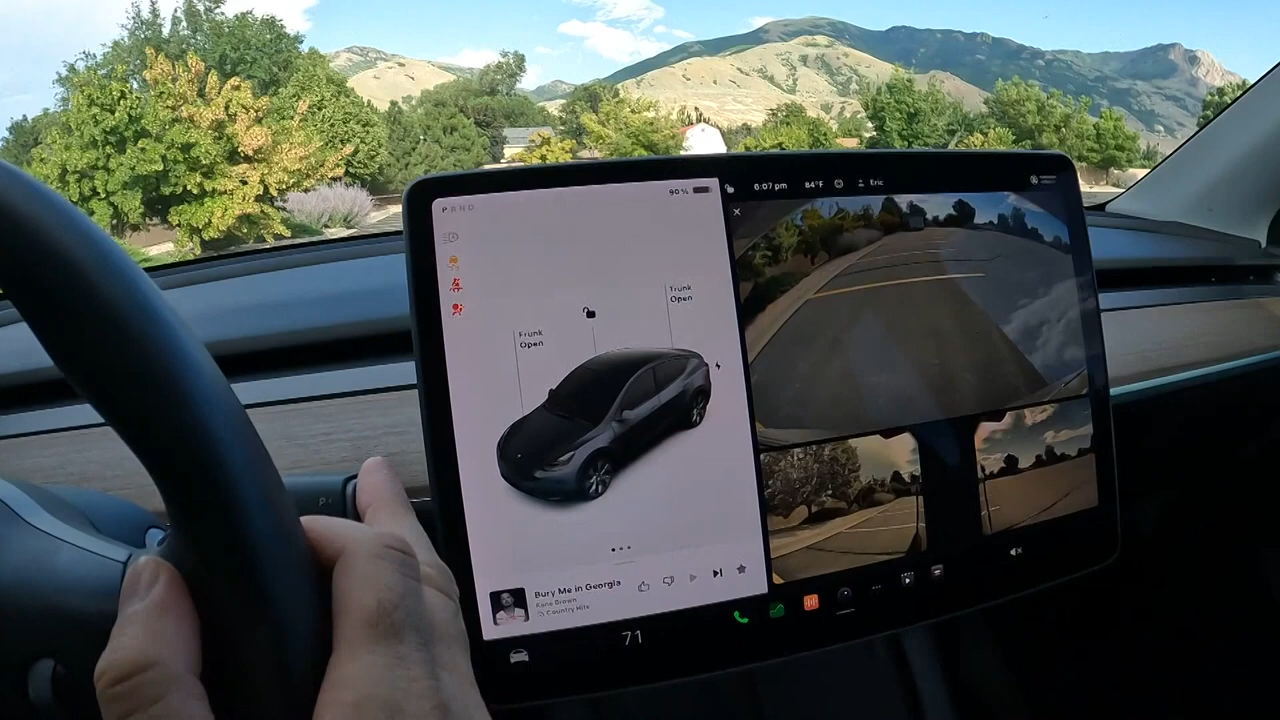 P R N D
90 %
6:07 pm 84°F Eric
Trunk
Open
Frunk
Open
Bury Me in Georgia
Kane Brown
Country Hits
71
P